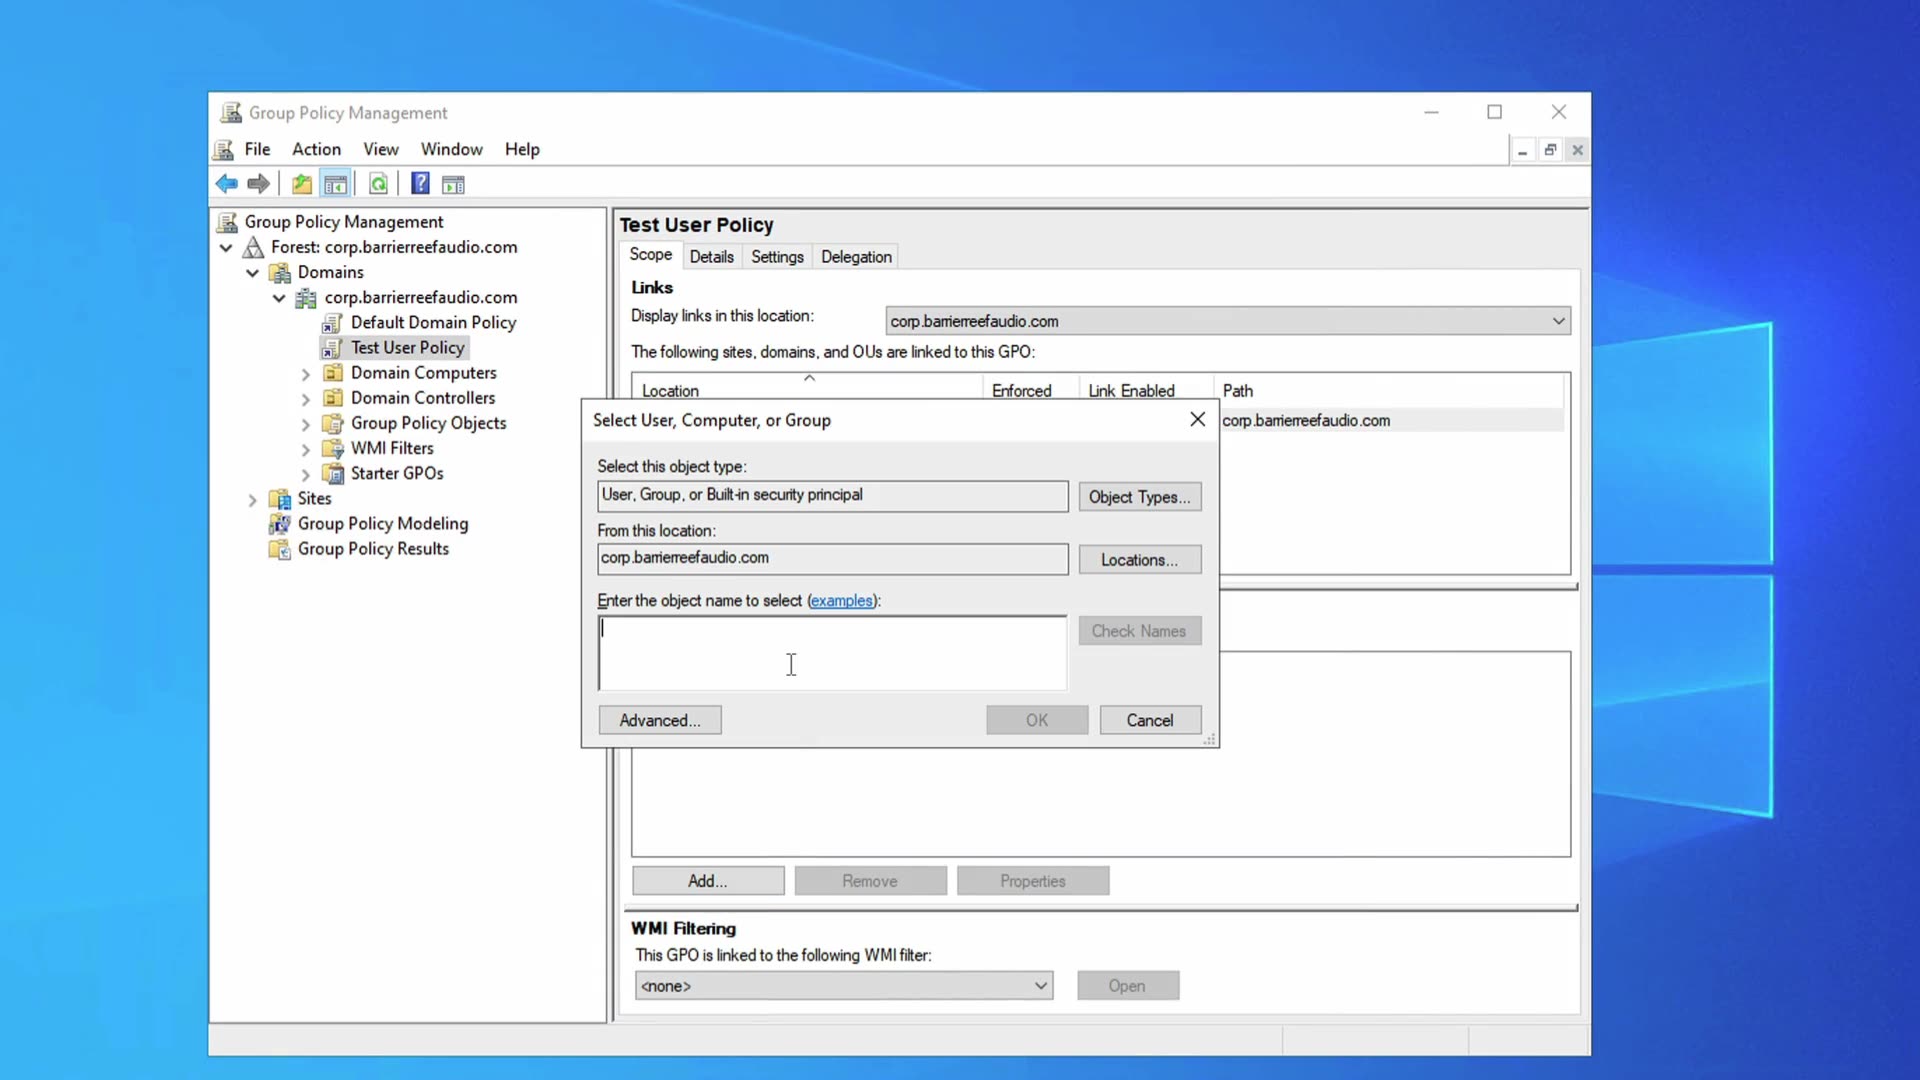 Group Policy Management
File Action View Window Help
Group Policy Management
Forest: corp.barrierreefaudio.com
Domains
corp.barrierreefaudio.com
Default Domain Policy
Test User Policy
Domain Computers
Domain Controllers
Group Policy Objects
WMI Filters
Starter GPOs
Sites
Group Policy Modeling
Group Policy Results
Test User Policy
Scope Details Settings Delegation
Links
Display links in this location: corp.barrierreefaudio.com
The following sites, domains, and OUs are linked to this GPO:
Location Enforced Link Enabled Path
corp.barrierreefaudio.com
Select User, Computer, or Group
Select this object type:
User, Group, or Built-in security principal Object Types...
From this location:
corp.barrierreefaudio.com Locations...
Enter the object name to select (examples):
Check Names
Advanced... OK Cancel
Add... Remove Properties
WMI Filtering
This GPO is linked to the following WMI filter:
<none> Open